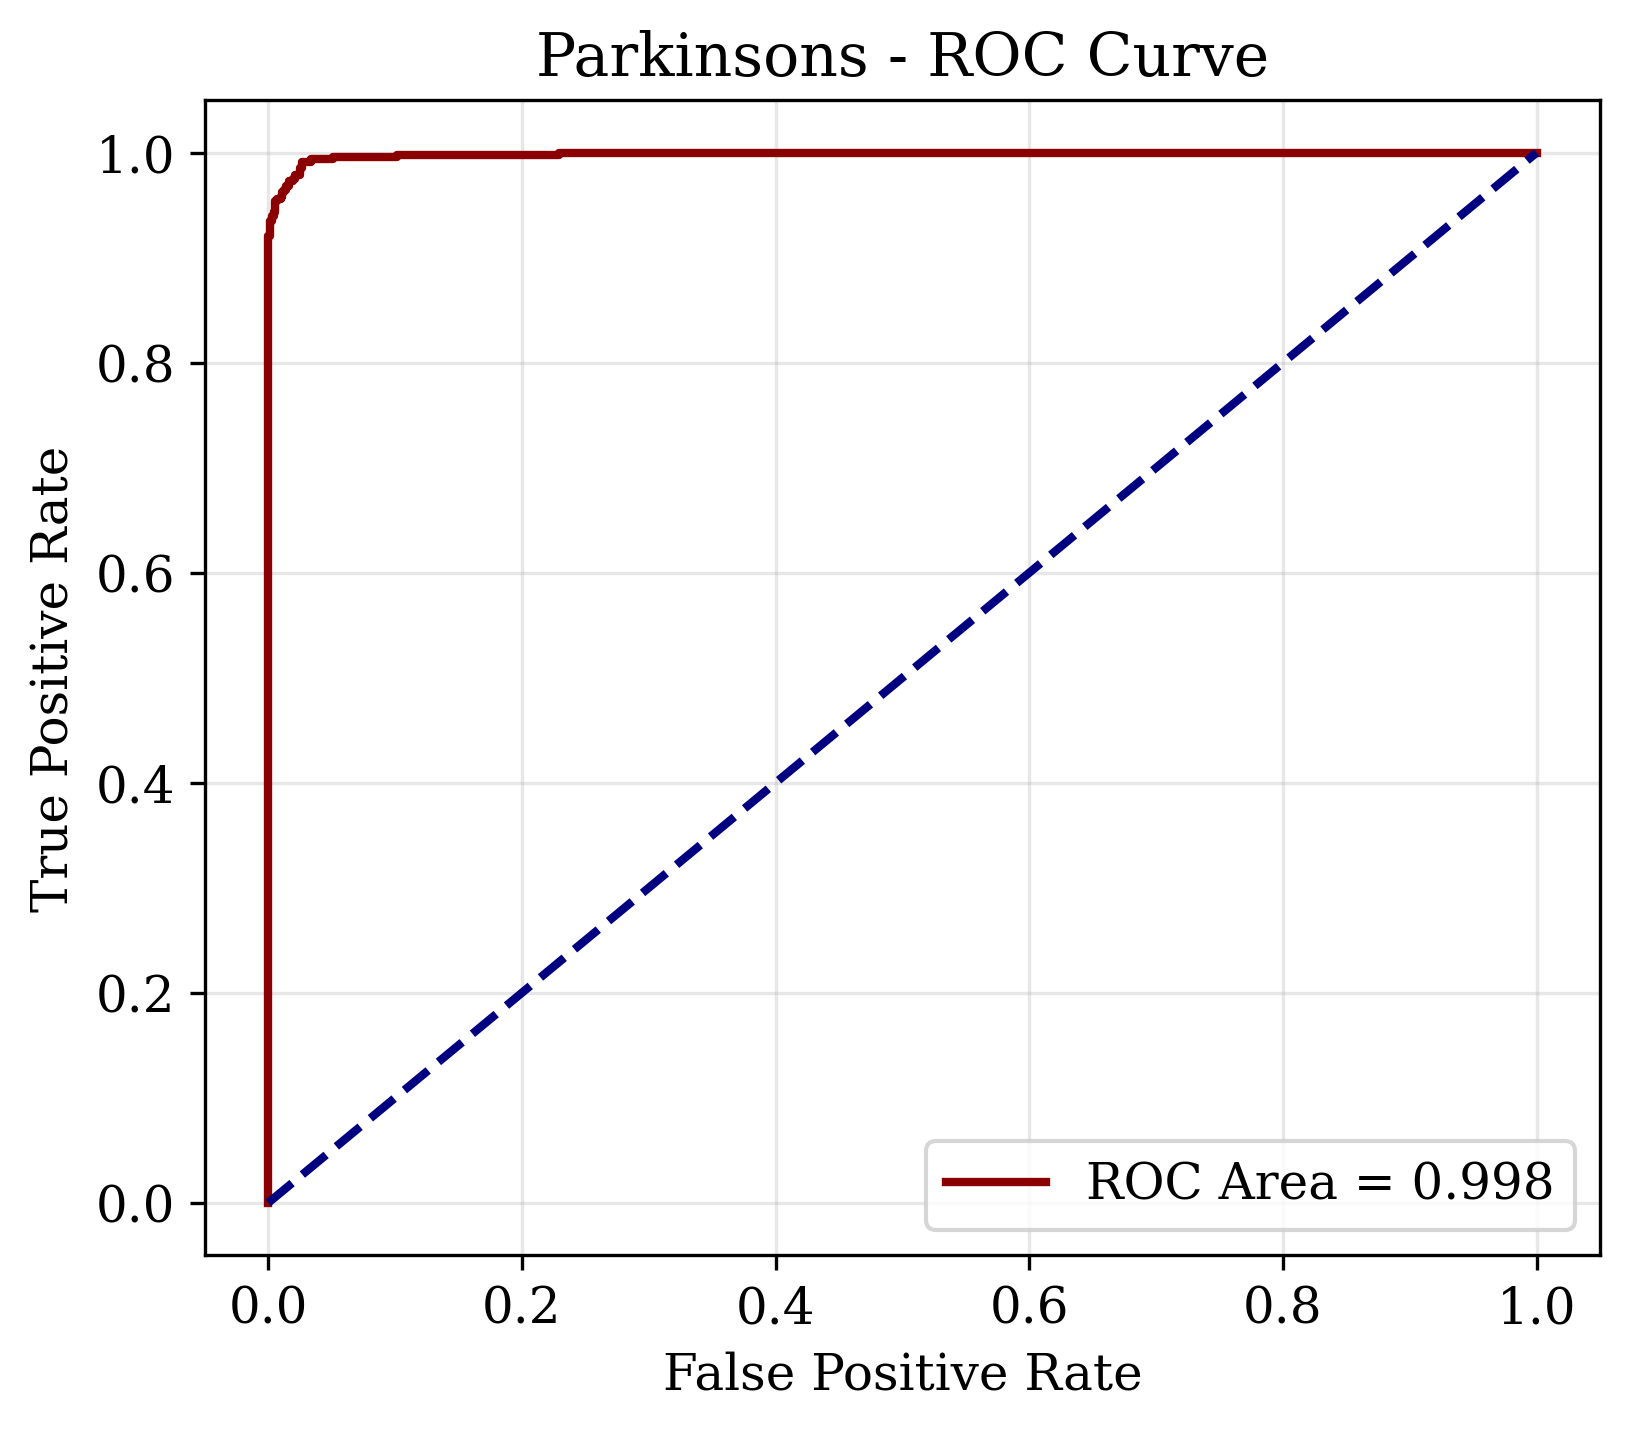 Parkinsons - ROC Curve
1.0
0.8
0.6
0.4
0.2
0.0
True Positive Rate
ROC Area = 0.998
0.0 0.2 0.4 0.6 0.8 1.0
False Positive Rate